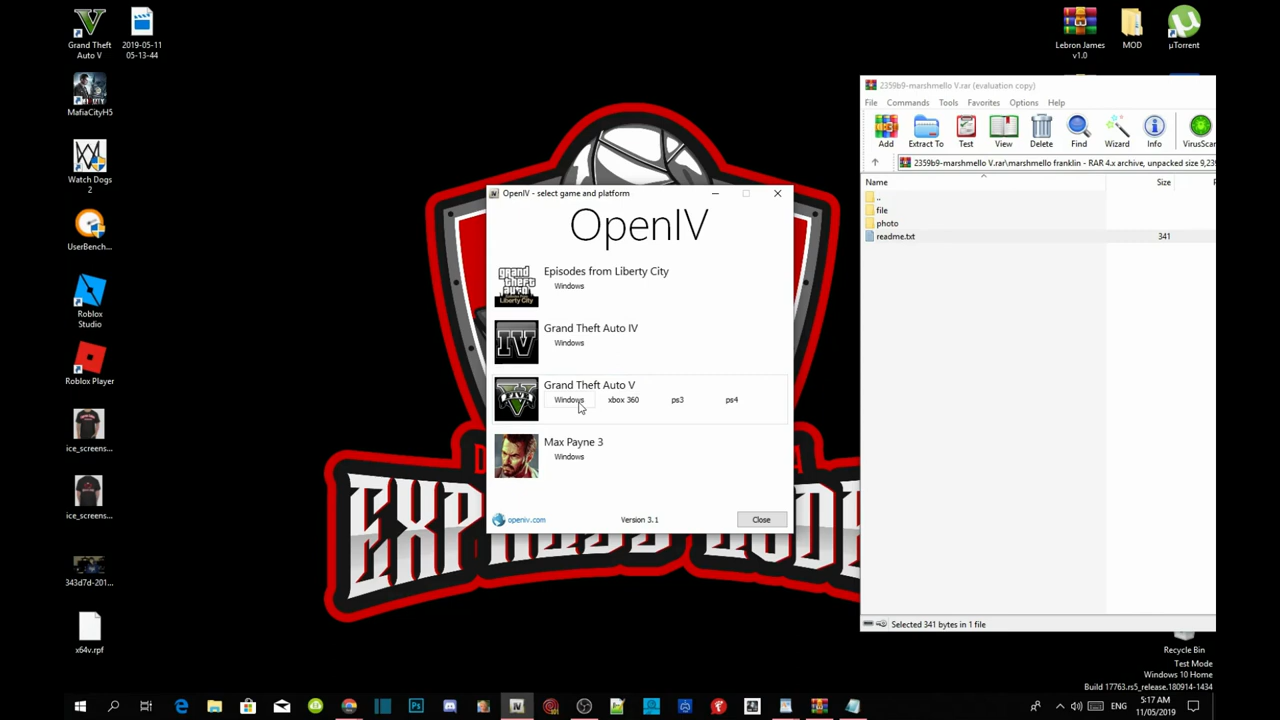 Grand Theft
Auto V
2019-05-11
05-13-44
MafiaCityH5
Watch Dogs
2
UserBenc...
Roblox
Studio
Roblox Player
ice_screens...
ice_screens...
343d7d-201...
x64v.rpf
OpenIV - select game and platform
OpenIV
Episodes from Liberty City
Windows
Grand Theft Auto IV
Windows
Grand Theft Auto V
Windows xbox 360 ps3 ps4
Max Payne 3
Windows
openiv.com Version 3.1 Close
Lebron James
v1.0
MOD
µTorrent
2359b9-marshmello V.rar (evaluation copy)
File Commands Tools Favorites Options Help
Add Extract To Test View Delete Find Wizard Info VirusScan
2359b9-marshmello V.rar\marshmello franklin - RAR 4.x archive, unpacked size 9,239
Name Size
..
file
photo
readme.txt 341
Selected 341 bytes in 1 file
Recycle Bin
Test Mode
Windows 10 Home
Build 17763.rs5_release.180914-1434
ENG
5:17 AM
11/05/2019